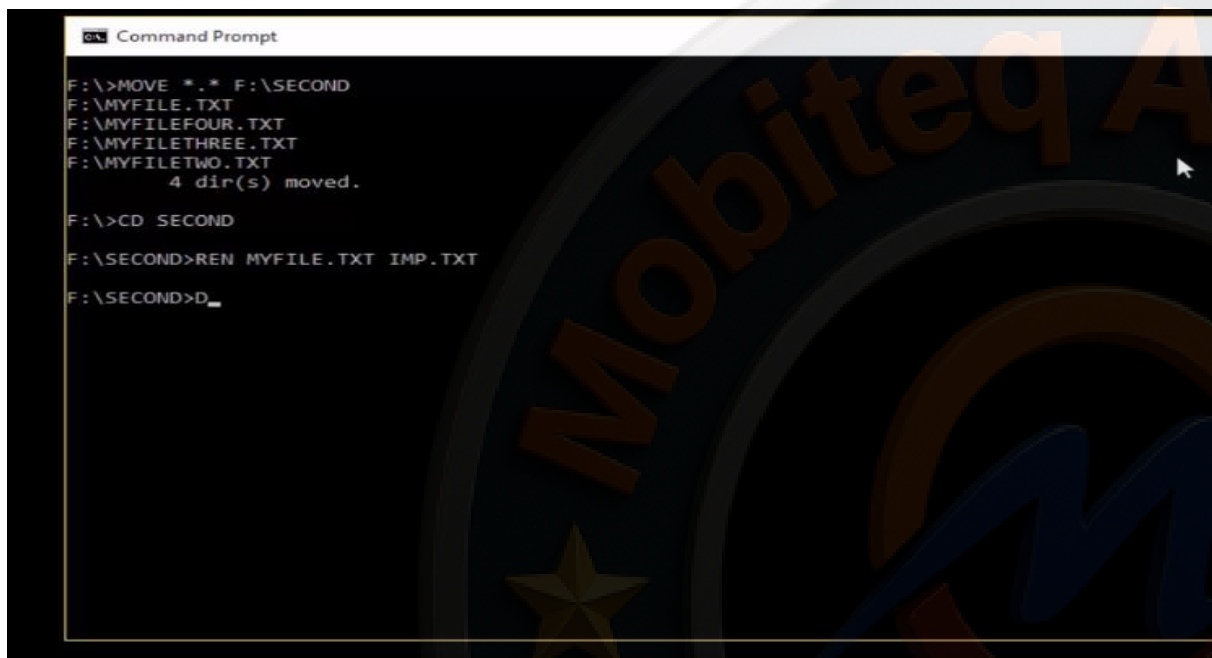 Command Prompt
F:\>MOVE *.* F:\SECOND
F:\MYFILE.TXT
F:\MYFILEFOUR.TXT
F:\MYFILETHREE.TXT
F:\MYFILETWO.TXT
        4 dir(s) moved.
F:\>CD SECOND
F:\SECOND>REN MYFILE.TXT IMP.TXT
F:\SECOND>D_
Mobiteq A